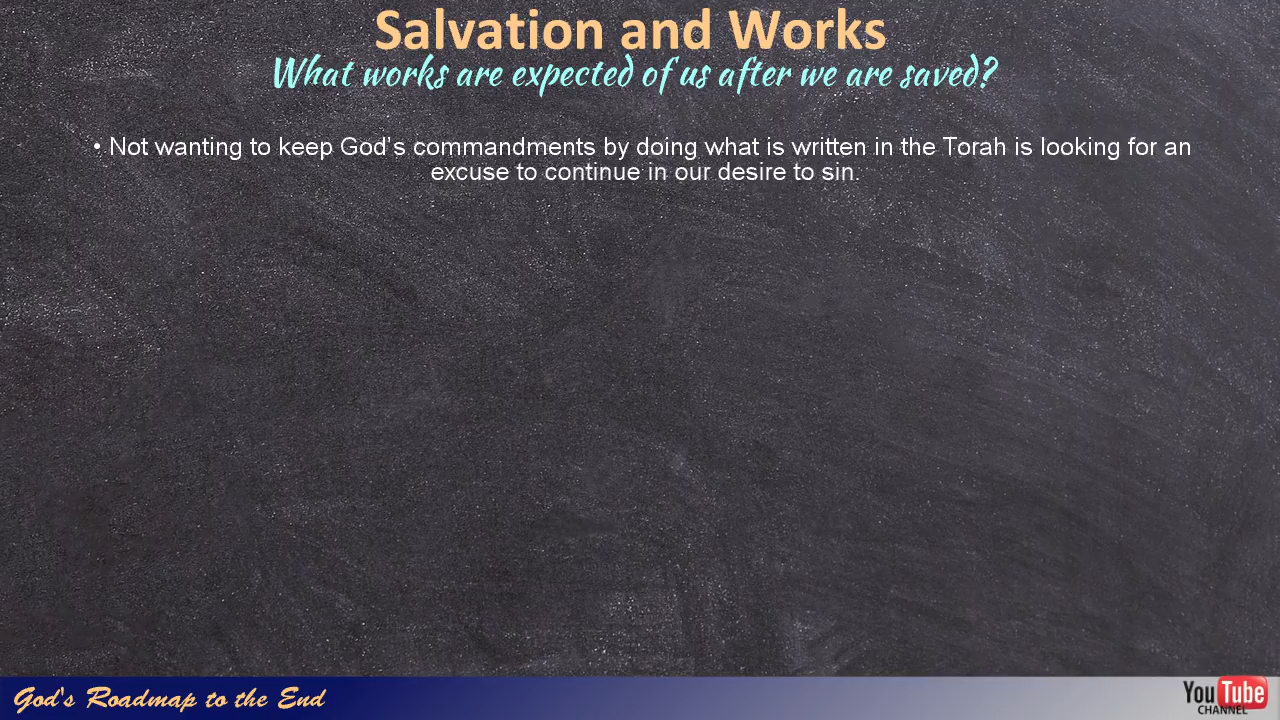 Salvation and Works
What works are expected of us after we are saved?
• Not wanting to keep God's commandments by doing what is written in the Torah is looking for an
excuse to continue in our desire to sin.
God's Roadmap to the End
YouTube
CHANNEL